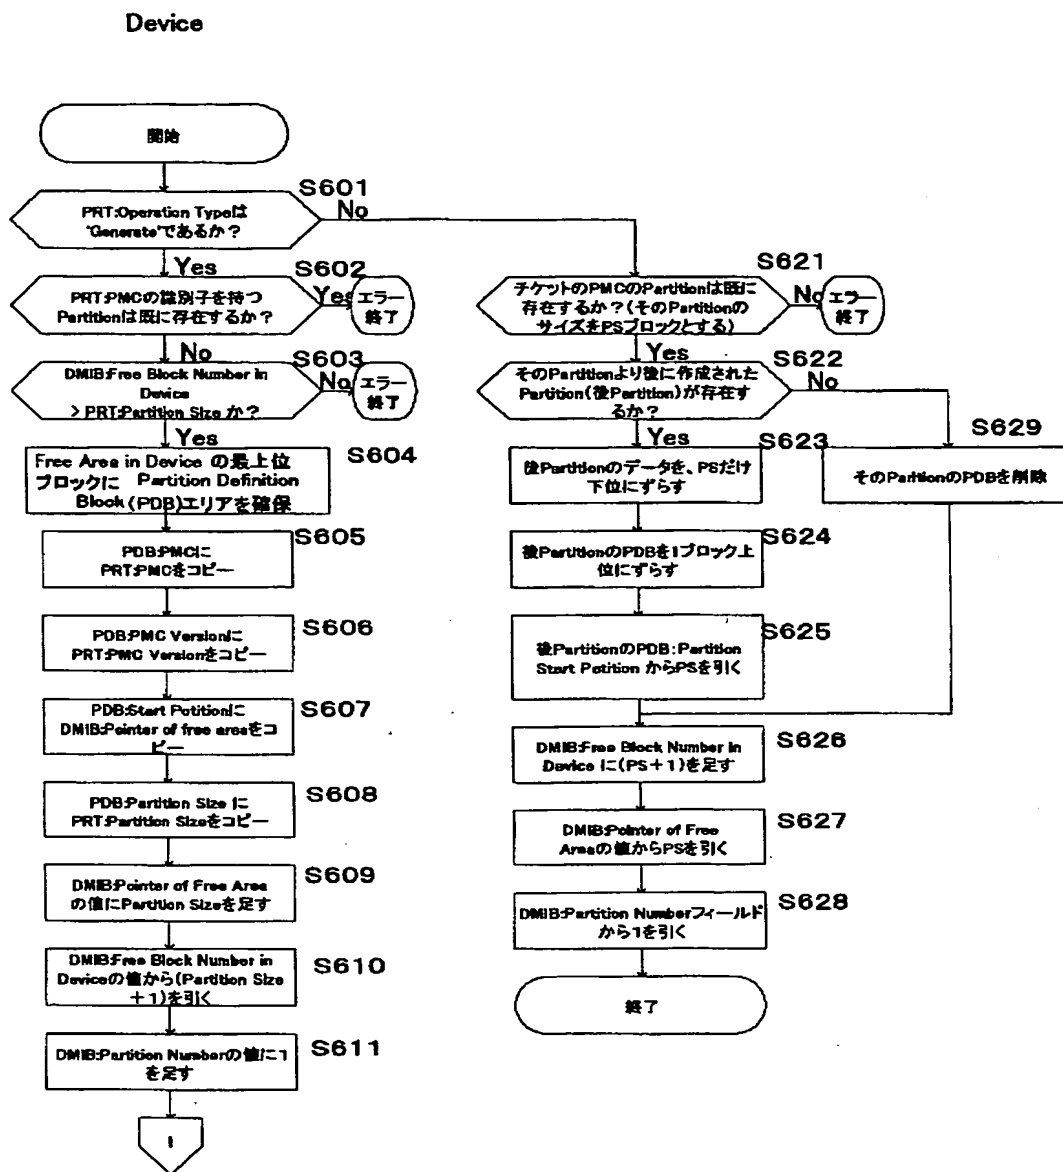 Device
開始
S601
PRT:Operation Typeは
"Generate"であるか?
No
Yes
S602
PRT:PMCの識別子を持つ
Partitionは既に存在するか?
Yes
エラー
終了
No
S603
DMIB:Free Block Number in
Device
> PRT:Partition Size か?
No
エラー
終了
Yes
S604
Free Area in Device の最上位
ブロックに Partition Definition
Block(PDB)エリアを確保
S605
PDB:PMCに
PRT:PMCをコピー
S606
PDB:PMC Versionに
PRT:PMC Versionをコピー
S607
PDB:Start Potitionに
DMIB:Pointer of free areaをコ
ピー
S608
PDB:Partition Size に
PRT:Partition Sizeをコピー
S609
DMIB:Pointer of Free Area
の値にPartition Sizeを足す
S610
DMIB:Free Block Number in
Deviceの値から(Partition Size
+1)を引く
S611
DMIB:Partition Numberの値に1
を足す
1
S621
チケットのPMCのPartitionは既に
存在するか?(そのPartitionの
サイズをPSブロックとする)
No
エラー
終了
Yes
S622
そのPartitionより後に作成された
Partition(後Partition)が存在す
るか?
No
Yes
S623
後Partitionのデータを、PSだけ
下位にずらす
S629
そのPartitionのPDBを削除
S624
後PartitionのPDBを1ブロック上
位にずらす
S625
後PartitionのPDB:Partition
Start Potition からPSを引く
S626
DMIB:Free Block Number in
Device に(PS+1)を足す
S627
DMIB:Pointer of Free
Areaの値からPSを引く
S628
DMIB:Partition Numberフィールド
から1を引く
終了